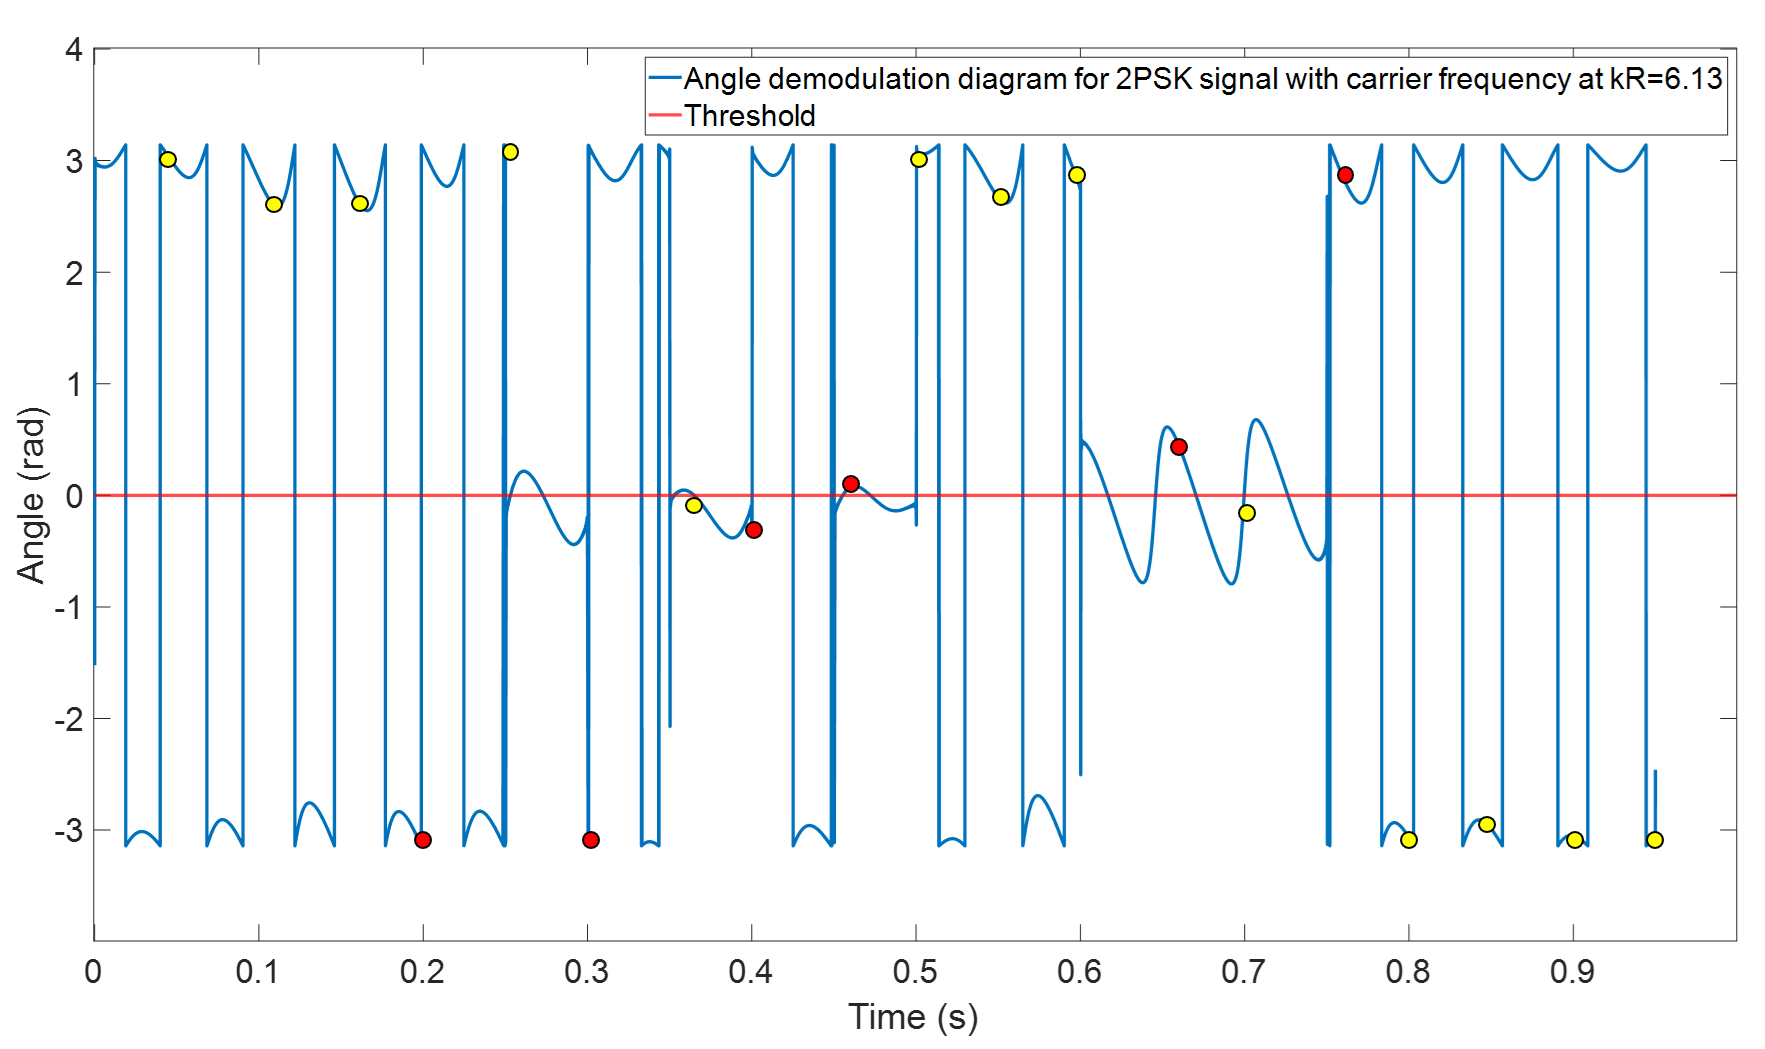 Angle demodulation diagram for 2PSK signal with carrier frequency at kR=6.13
Threshold
4
3
2
1
0
-1
-2
-3
Angle (rad)
0 0.1 0.2 0.3 0.4 0.5 0.6 0.7 0.8 0.9
Time (s)